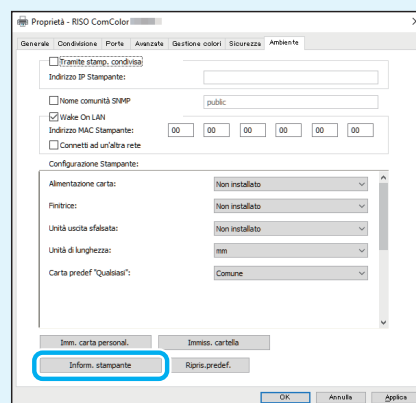 Proprietà - RISO ComColor
Generale Condivisione Porte Avanzate Gestione colori Sicurezza Ambiente
Tramite stamp. condivisa
Indirizzo IP Stampante:
Nome comunità SNMP public
Wake On LAN
Indirizzo MAC Stampante: 00 00 00 00 00 00
Connetti ad un'altra rete
Configurazione Stampante:
Alimentazione carta: Non installato
Finitrice: Non installato
Unità uscita sfalsata: Non installato
Unità di lunghezza: mm
Carta predef "Qualsiasi": Comune
Imm. carta personal. Immiss. cartella
Inform. stampante Ripris.predef.
OK Annulla Applica